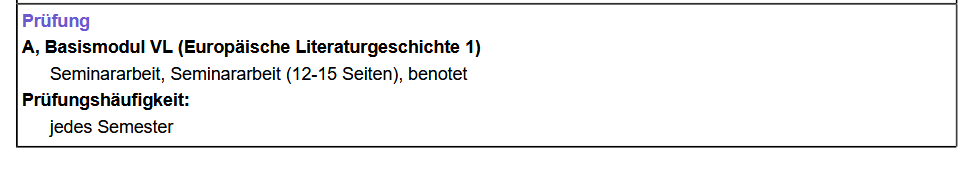 Prüfung
A, Basismodul VL (Europäische Literaturgeschichte 1)
Seminararbeit, Seminararbeit (12-15 Seiten), benotet
Prüfungshäufigkeit:
jedes Semester